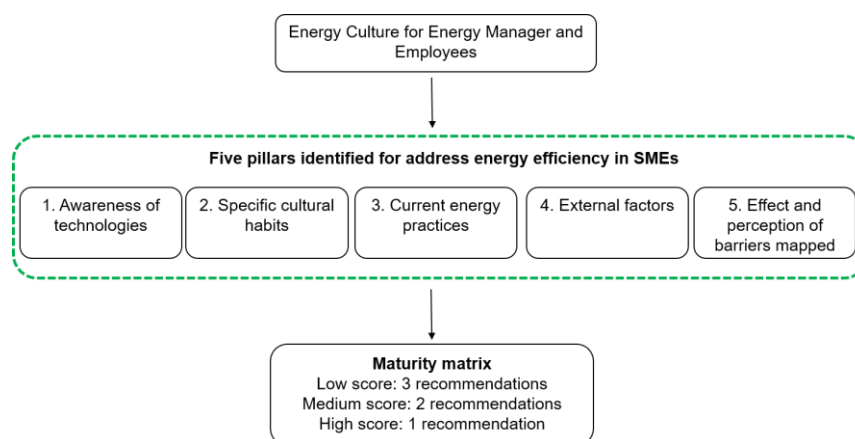 Energy Culture for Energy Manager and
Employees
Five pillars identified for address energy efficiency in SMEs
1. Awareness of
technologies
2. Specific cultural
habits
3. Current energy
practices
4. External factors
5. Effect and
perception of
barriers mapped
Maturity matrix
Low score: 3 recommendations
Medium score: 2 recommendations
High score: 1 recommendation